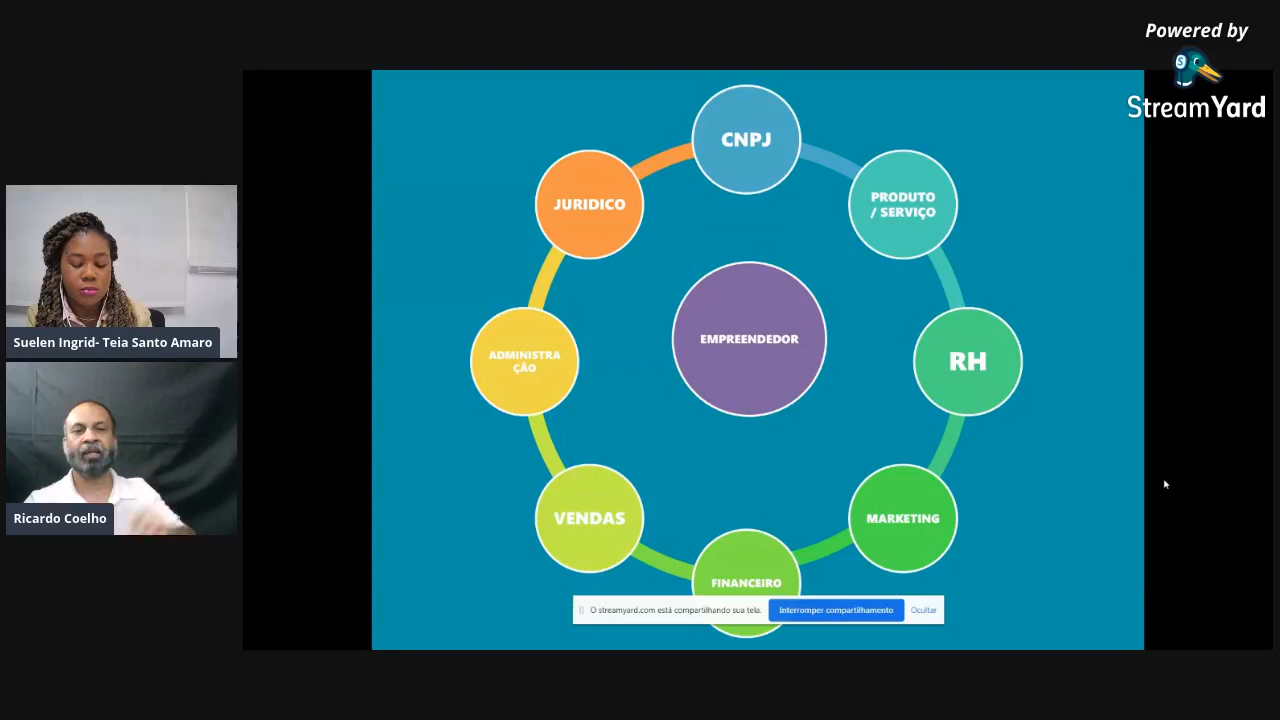 Powered by
StreamYard
CNPJ
JURIDICO
PRODUTO
/ SERVIÇO
EMPREENDEDOR
ADMINISTRA
ÇÃO
RH
VENDAS
MARKETING
FINANCEIRO
Suelen Ingrid- Teia Santo Amaro
Ricardo Coelho
O streamyard.com está compartilhando sua tela.
Interromper compartilhamento
Ocultar